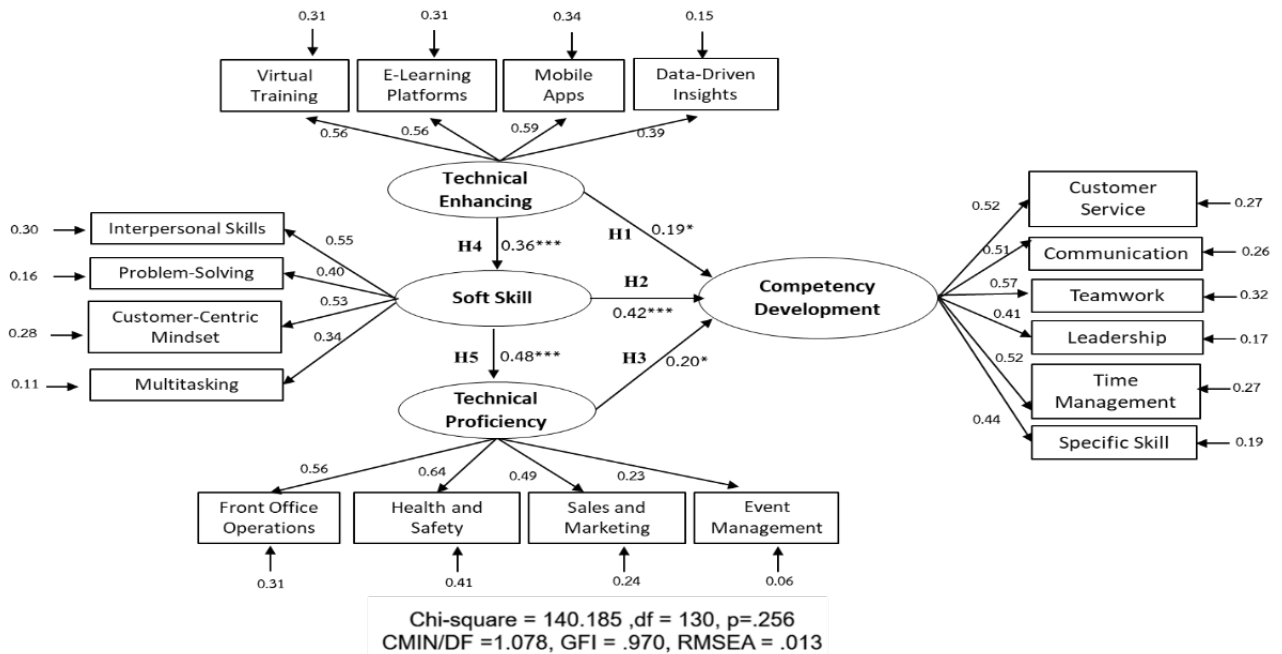 0.31
0.31
0.34
0.15
Virtual
Training
E-Learning
Platforms
Mobile
Apps
Data-Driven
Insights
0.56
0.56
0.59
0.39
Technical
Enhancing
Customer
Service
0.27
0.52
0.30
Interpersonal Skills
0.55
H4
0.36***
H1
0.19*
0.51
Communication
0.26
0.16
Problem-Solving
0.40
Soft Skill
H2
0.42***
Competency
Development
0.57
Teamwork
0.32
0.28
Customer-Centric
Mindset
0.53
0.41
Leadership
0.17
0.34
0.11
Multitasking
H5
0.48***
H3
0.20*
0.52
Time
Management
0.27
Technical
Proficiency
0.44
Specific Skill
0.19
0.56
0.64
0.49
0.23
Front Office
Operations
Health and
Safety
Sales and
Marketing
Event
Management
0.31
0.41
0.24
0.06
Chi-square = 140.185 ,df = 130, p=.256
CMIN/DF =1.078, GFI = .970, RMSEA = .013